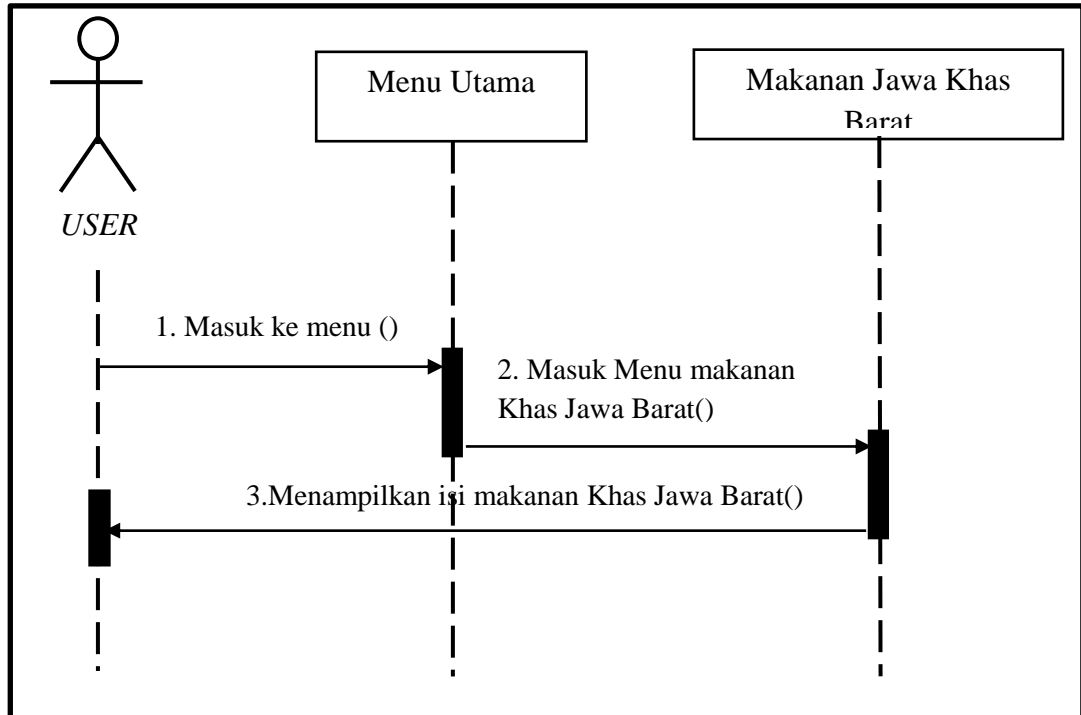 Menu Utama
Makanan Jawa Khas
Barat
USER
1. Masuk ke menu ()
2. Masuk Menu makanan
Khas Jawa Barat()
3.Menampilkan isi makanan Khas Jawa Barat()